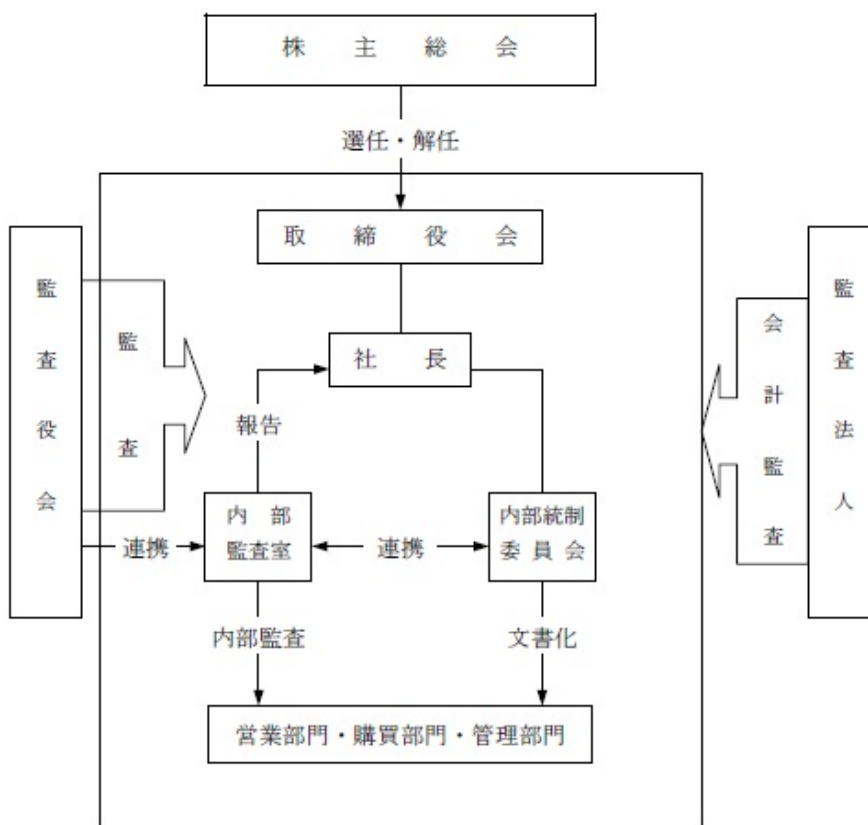 株主総会
選任・解任
取締役会
監査役会
監査
社長
報告
会計監査
監査法人
内部
監査室
内部統制
委員会
連携
連携
内部監査
文書化
営業部門・購買部門・管理部門